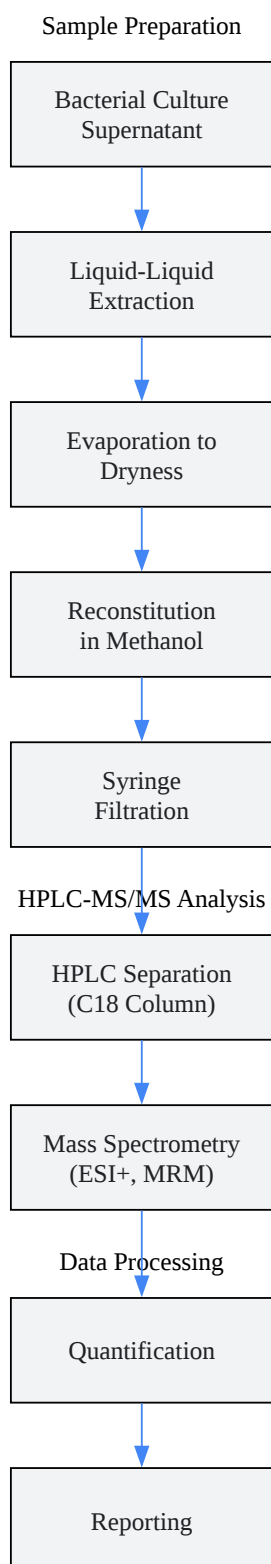 Sample Preparation
Bacterial Culture
Supernatant
Liquid-Liquid
Extraction
Evaporation to
Dryness
Reconstitution
in Methanol
Syringe
Filtration
HPLC-MS/MS Analysis
HPLC Separation
(C18 Column)
Mass Spectrometry
(ESI+, MRM)
Data Processing
Quantification
Reporting